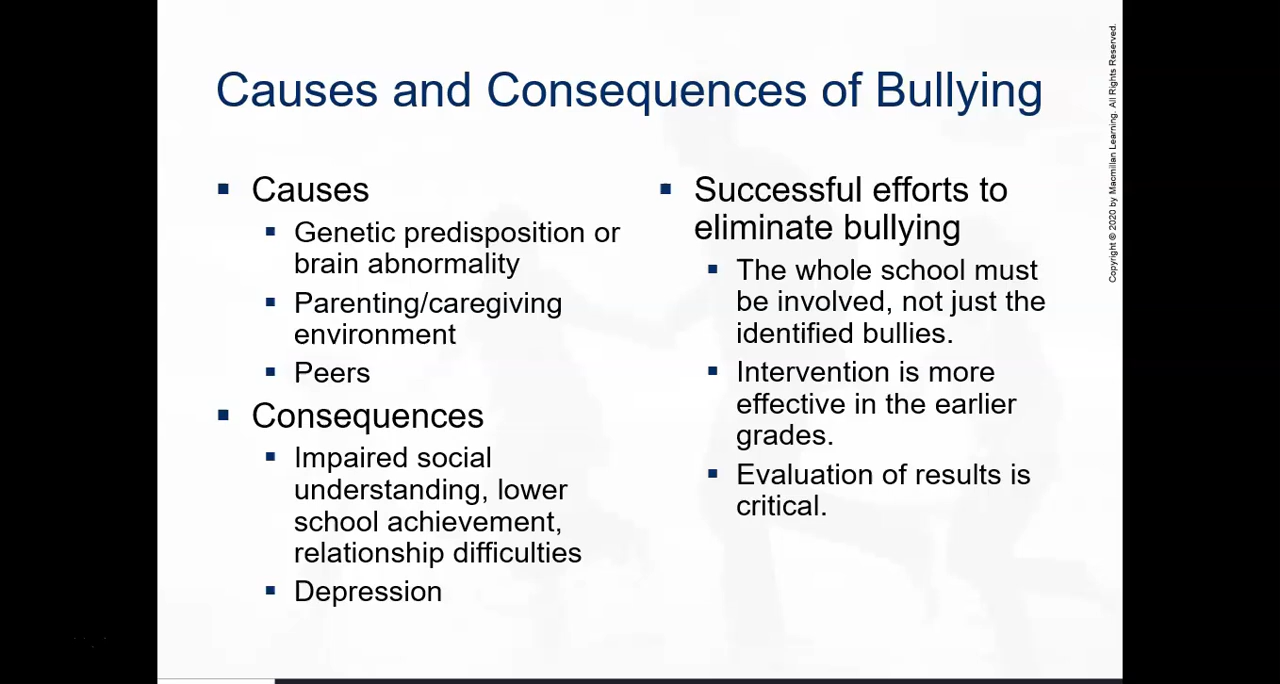 Causes and Consequences of Bullying
▪ Causes
▪ Genetic predisposition or
brain abnormality
▪ Parenting/caregiving
environment
▪ Peers
▪ Consequences
▪ Impaired social
understanding, lower
school achievement,
relationship difficulties
▪ Depression
▪ Successful efforts to
eliminate bullying
▪ The whole school must
be involved, not just the
identified bullies.
▪ Intervention is more
effective in the earlier
grades.
▪ Evaluation of results is
critical.
Copyright © 2020 by Macmillan Learning. All Rights Reserved.